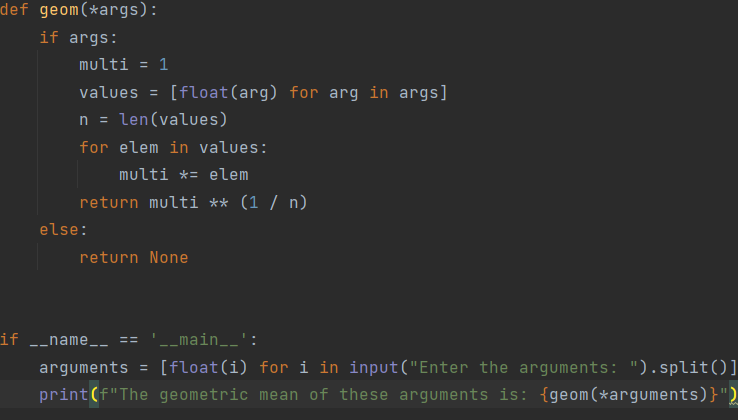 def geom(*args):
    if args:
        multi = 1
        values = [float(arg) for arg in args]
        n = len(values)
        for elem in values:
            multi *= elem
        return multi ** (1 / n)
    else:
        return None
if __name__ == '__main__':
    arguments = [float(i) for i in input("Enter the arguments: ").split()]
    print(f"The geometric mean of these arguments is: {geom(*arguments)}")